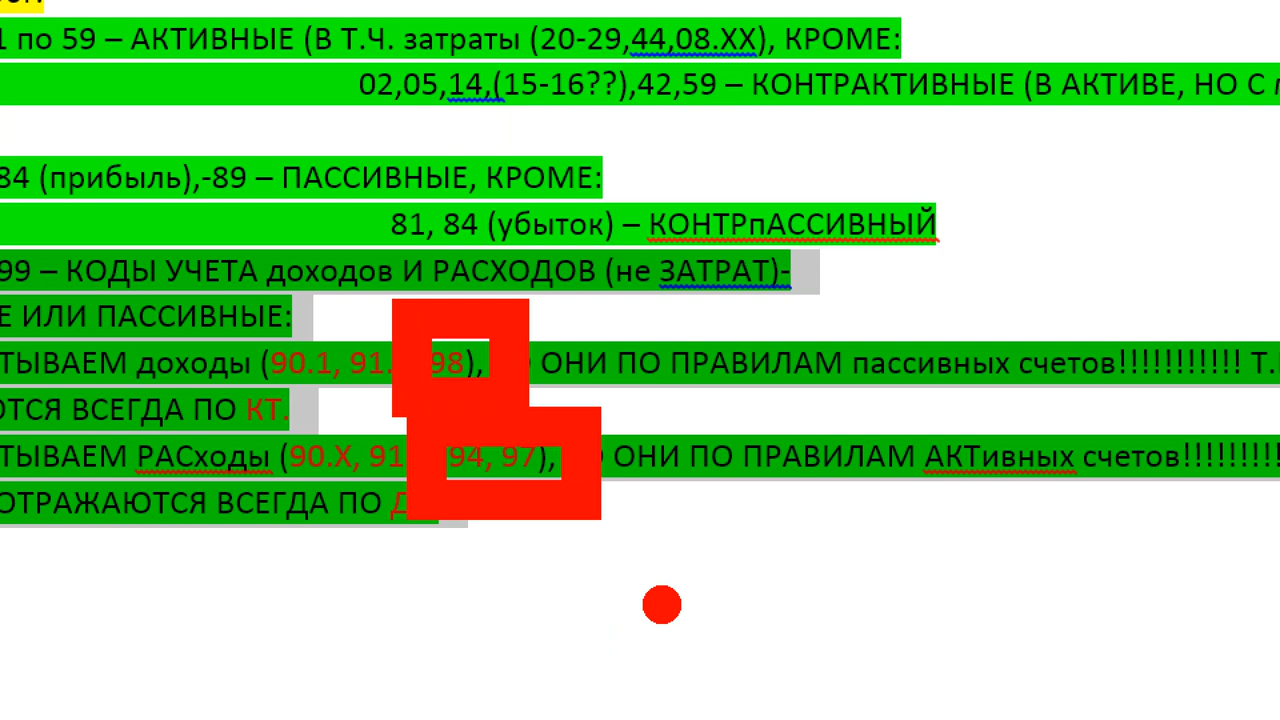 1 по 59 – АКТИВНЫЕ (В Т.Ч. затраты (20-29,44,08.ХХ), КРОМЕ:
02,05,14,(15-16??),42,59 – КОНТРАКТИВНЫЕ (В АКТИВЕ, НО С
84 (прибыль),-89 – ПАССИВНЫЕ, КРОМЕ:
81, 84 (убыток) – КОНТРпАССИВНЫЙ
99 – КОДЫ УЧЕТА доходов И РАСХОДОВ (не ЗАТРАТ)-
Е ИЛИ ПАССИВНЫЕ:
ТЫВАЕМ доходы (90.1, 91. 98), ОНИ ПО ПРАВИЛАМ пассивных счетов!!!!!!!!!!! Т.
ТСЯ ВСЕГДА ПО КТ.
ТЫВАЕМ РАСходы (90.Х, 91 94, 97), ОНИ ПО ПРАВИЛАМ АКТивных счетов!!!!!!!!!
ОТРАЖАЮТСЯ ВСЕГДА ПО